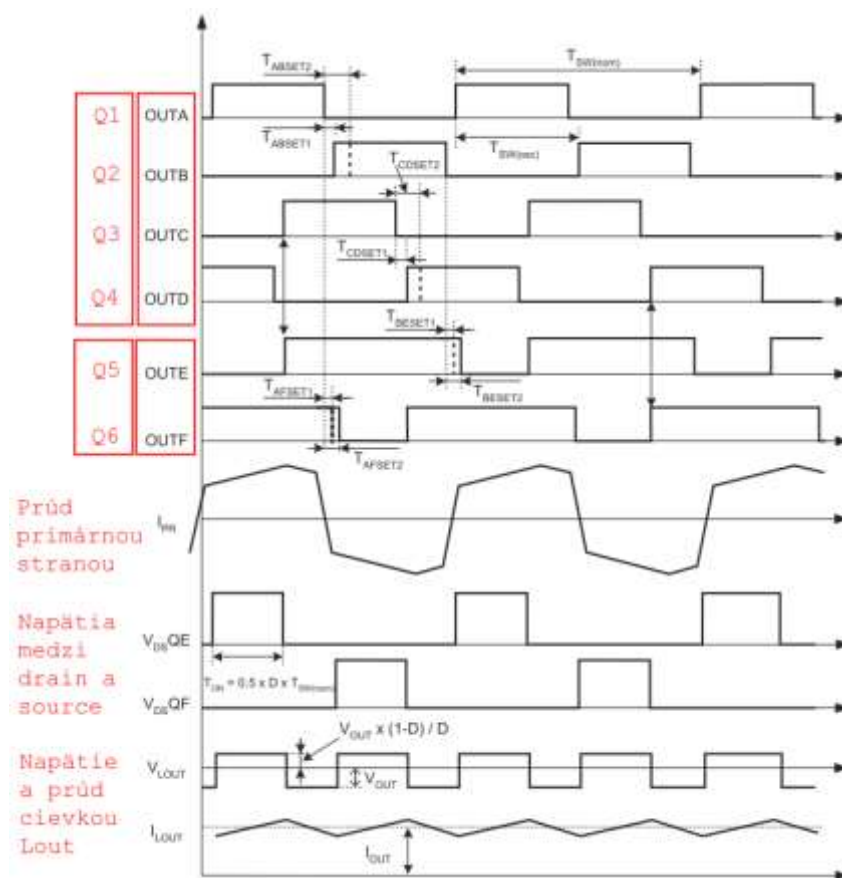 T_ABSET2
T_SW(nom)
Q1 OUTA
T_ABSET1
T_SW(osc)
T_CDSET2
Q2 OUTB
Q3 OUTC
T_CDSET1
Q4 OUTD
T_BESET1
Q5 OUTE
T_AFSET1
T_BESET2
Q6 OUTF
T_AFSET2
Prúd
primárnou
stranou
I_PR
Napätia
medzi
drain a
source
V_DS QE
T_ON = 0.5 x D x T_SW(nom)
V_DS QF
V_OUT x (1-D) / D
Napätie
a prúd
cievkou
Lout
V_LOUT
V_OUT
I_LOUT
I_OUT